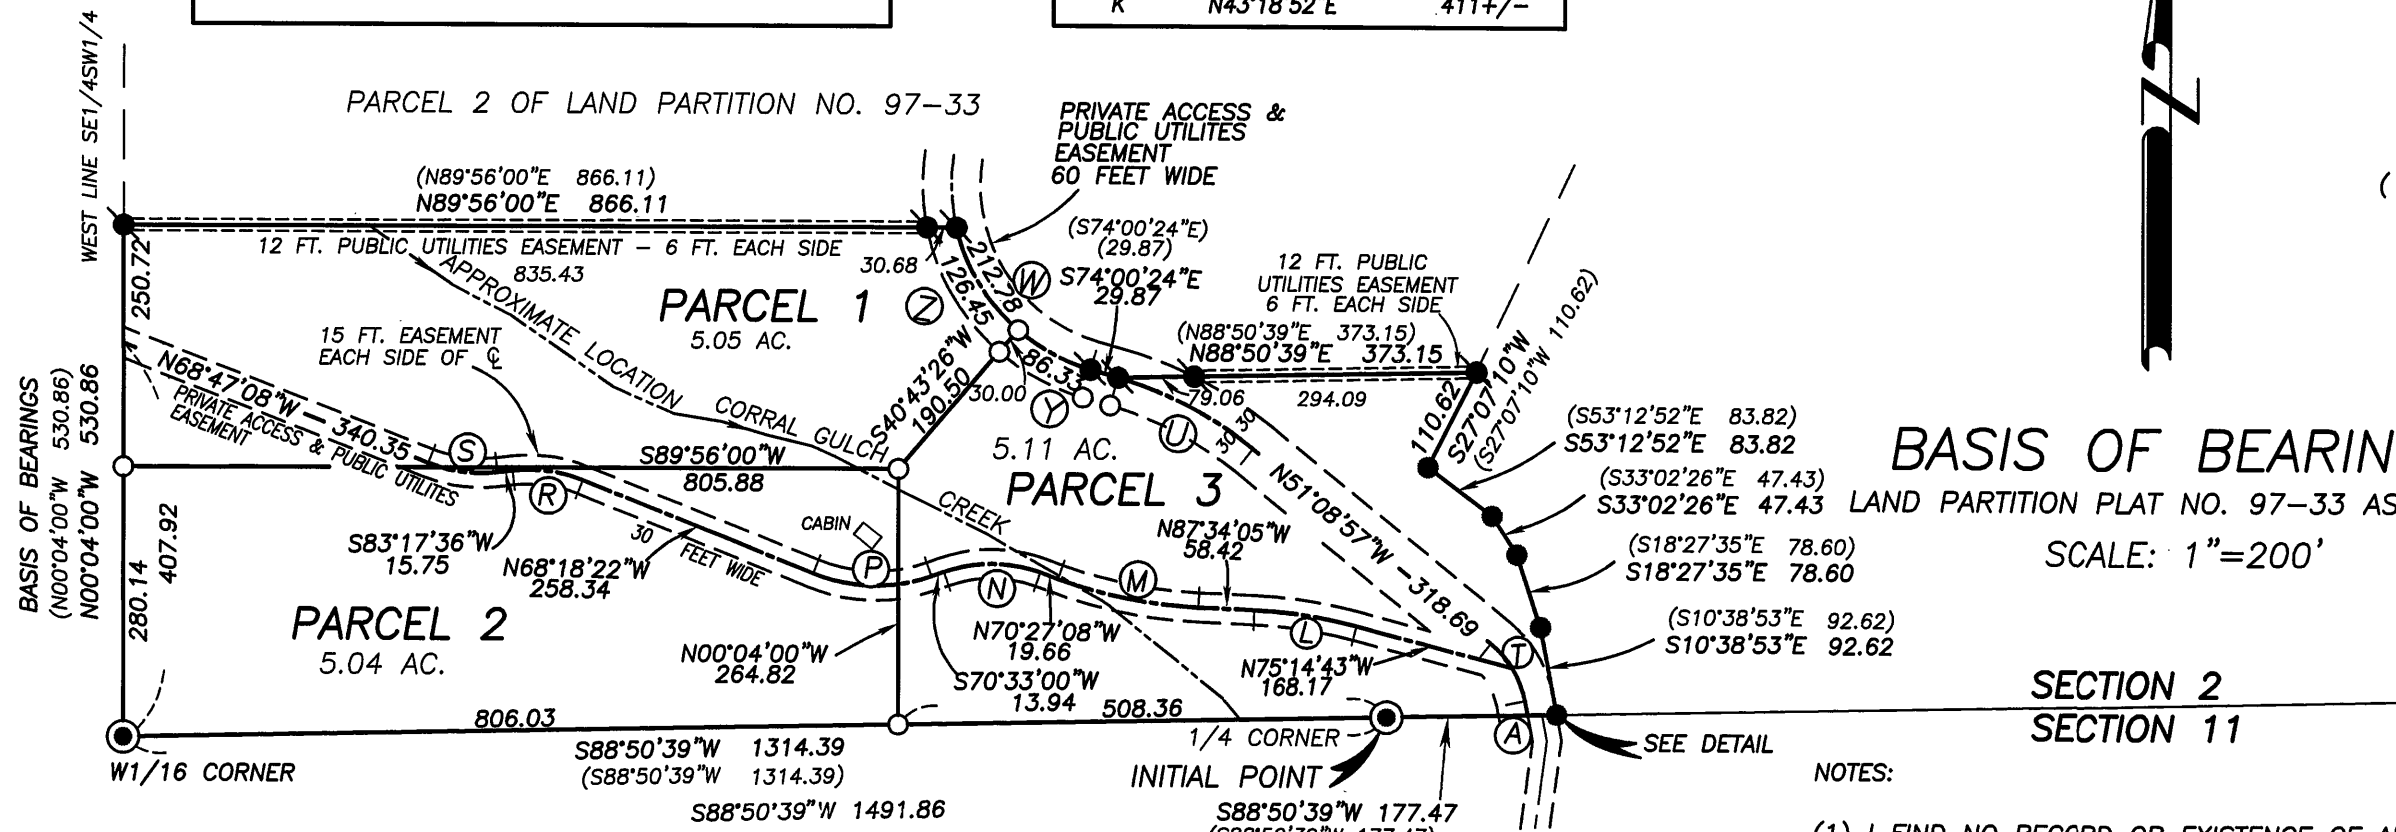 K N43°18'52"E 411+/-
WEST LINE SE1/4SW1/4
PARCEL 2 OF LAND PARTITION NO. 97-33
PRIVATE ACCESS &
PUBLIC UTILITES
EASEMENT
60 FEET WIDE
(N89°56'00"E 866.11)
N89°56'00"E 866.11
12 FT. PUBLIC UTILITIES EASEMENT - 6 FT. EACH SIDE
835.43
30.68
250.72
APPROXIMATE LOCATION CORRAL GULCH CREEK
PARCEL 1
5.05 AC.
Z
126.45
212.78
W
(S74°00'24"E)
(29.87)
S74°00'24"E
29.87
12 FT. PUBLIC
UTILITIES EASEMENT
6 FT. EACH SIDE
(N88°50'39"E 373.15)
N88°50'39"E 373.15
79.06
294.09
110.62
S27°07'10"W
(S27°07'10"W 110.62)
15 FT. EASEMENT
EACH SIDE OF ℄
N68°47'08"W - 340.35
PRIVATE ACCESS & PUBLIC UTILITES
EASEMENT
S
R
S89°56'00"W
805.88
S40°43'26"W
190.50
30.00
86.33
Y
U
30 30
5.11 AC.
PARCEL 3
N51°08'57"W - 318.69
(S53°12'52"E 83.82)
S53°12'52"E 83.82
(S33°02'26"E 47.43)
S33°02'26"E 47.43
(S18°27'35"E 78.60)
S18°27'35"E 78.60
(S10°38'53"E 92.62)
S10°38'53"E 92.62
BASIS OF BEARIN
LAND PARTITION PLAT NO. 97-33 AS
SCALE: 1"=200'
BASIS OF BEARINGS
(N00°04'00"W 530.86)
N00°04'00"W 530.86
280.14
407.92
S83°17'36"W
15.75
N68°18'22"W
258.34
30 FEET WIDE
CABIN
P
N
M
L
T
A
N87°34'05"W
58.42
PARCEL 2
5.04 AC.
N00°04'00"W
264.82
N70°27'08"W
19.66
S70°33'00"W
13.94
N75°14'43"W
168.17
806.03
508.36
S88°50'39"W 1314.39
(S88°50'39"W 1314.39)
S88°50'39"W 1491.86
W1/16 CORNER
1/4 CORNER
INITIAL POINT
S88°50'39"W 177.47
(S88°50'39"W 177.47)
SEE DETAIL
SECTION 2
SECTION 11
NOTES:
(1) I FIND NO RECORD OR EXISTENCE OF